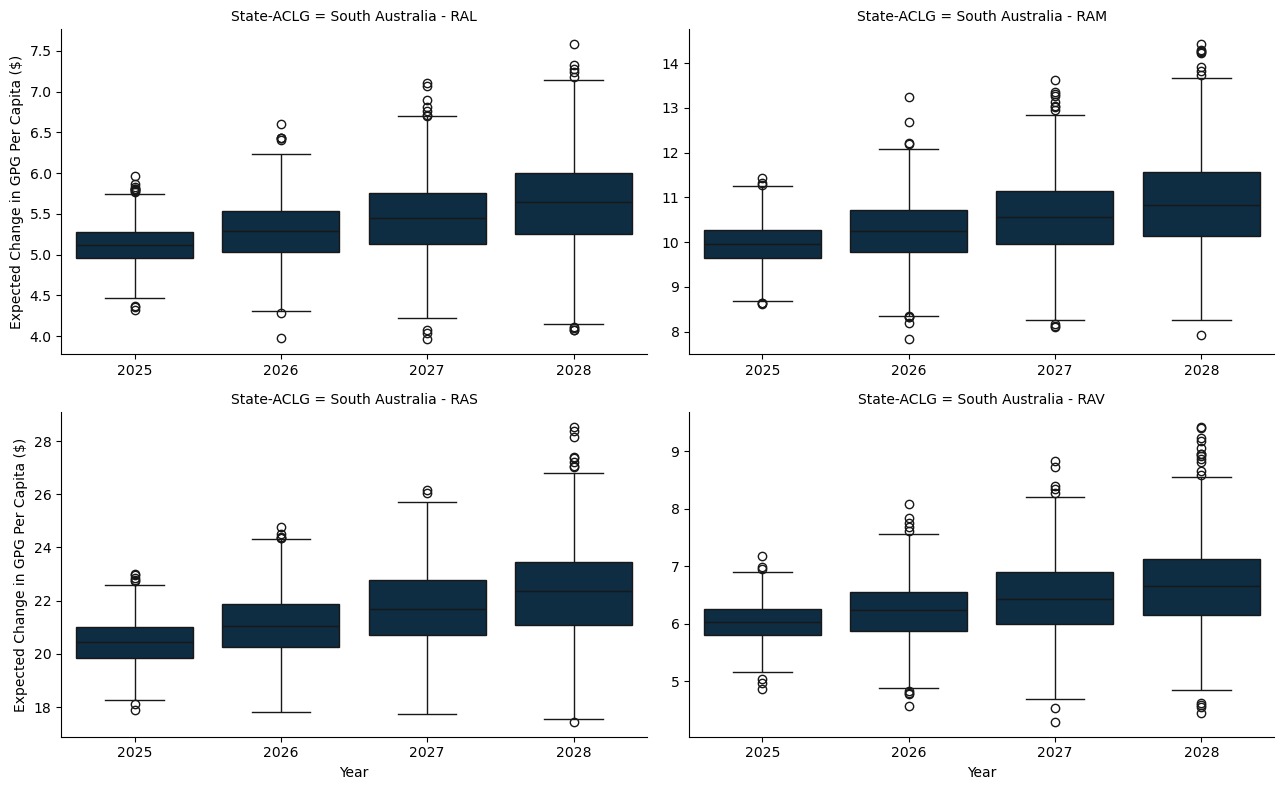 State-ACLG = South Australia - RAL
Expected Change in GPG Per Capita ($)
7.5
7.0
6.5
6.0
5.5
5.0
4.5
4.0
2025 2026 2027 2028
State-ACLG = South Australia - RAM
14
13
12
11
10
9
8
2025 2026 2027 2028
State-ACLG = South Australia - RAS
Expected Change in GPG Per Capita ($)
28
26
24
22
20
18
2025 2026 2027 2028
Year
State-ACLG = South Australia - RAV
9
8
7
6
5
2025 2026 2027 2028
Year